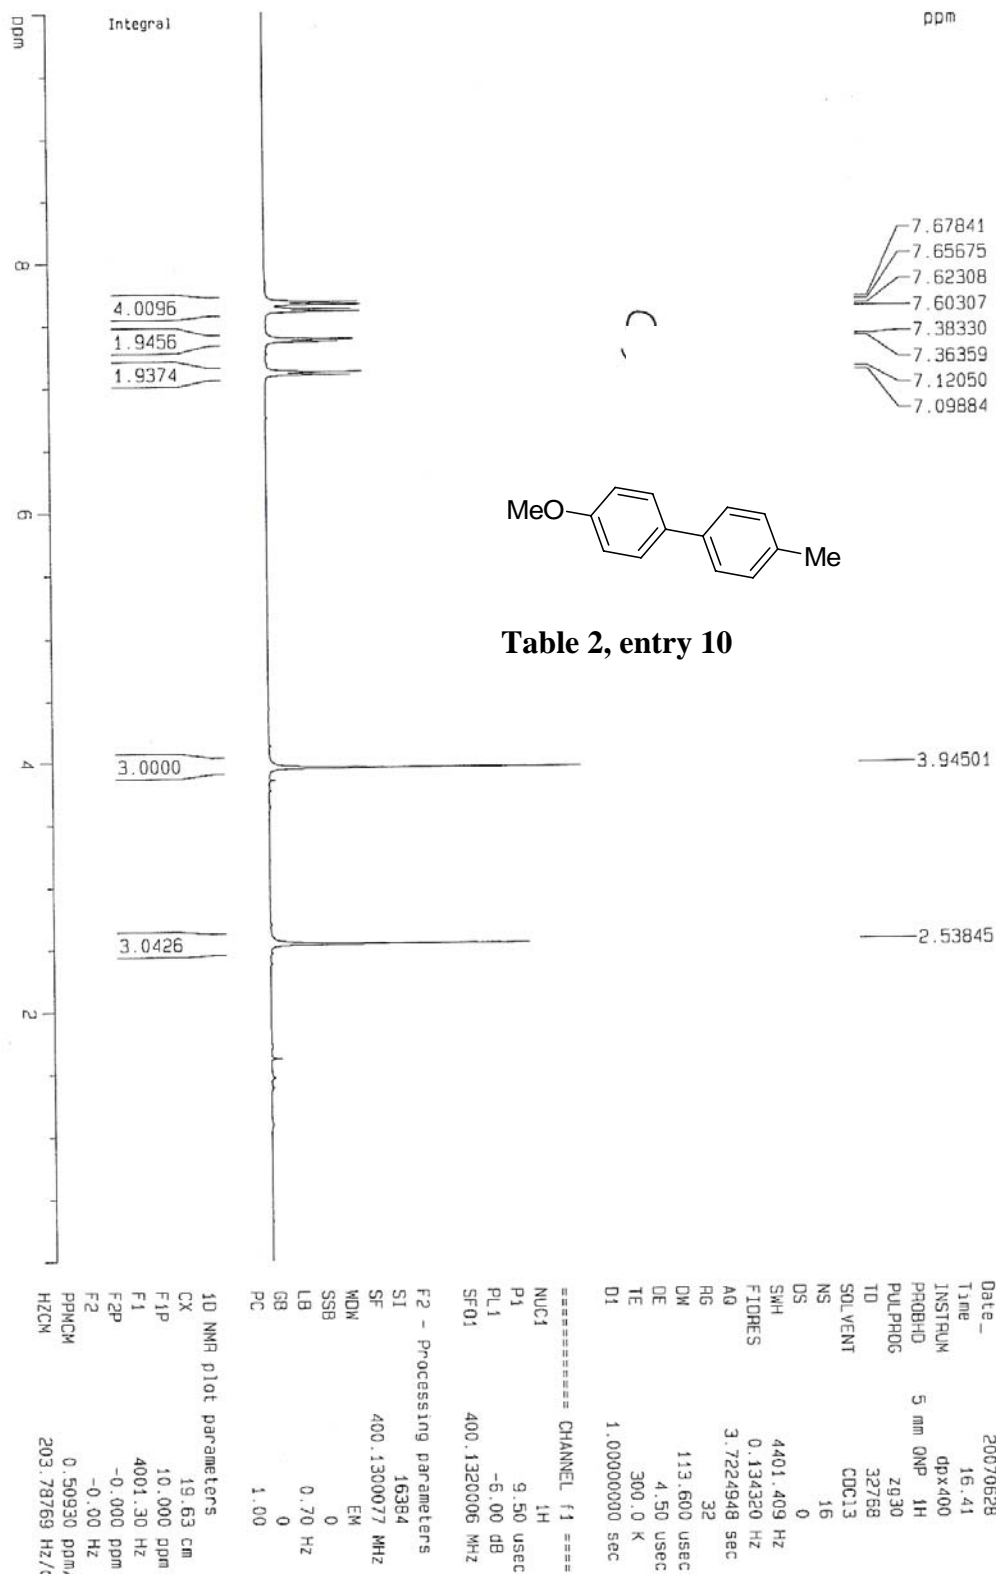 ppm
Integral
ppm
8
6
4
2
4.0096
1.9456
1.9374
3.0000
3.0426
7.67841
7.65675
7.62308
7.60307
7.38330
7.36359
7.12050
7.09884
3.94501
2.53845
MeO
Me
Table 2, entry 10
Date_ 20070628
Time 16.41
INSTRUM dpx400
PROBHD 5 mm QNP 1H
PULPROG zg30
TD 32768
SOLVENT CDCl3
NS 16
DS 0
SWH 4401.409 Hz
FIDRES 0.134320 Hz
AQ 3.7224948 sec
RG 32
DW 113.600 usec
DE 4.50 usec
TE 300.0 K
D1 1.00000000 sec
=========== CHANNEL f1 ====
NUC1 1H
P1 9.50 usec
PL1 -6.00 dB
SFO1 400.1320006 MHz
F2 - Processing parameters
SI 16384
SF 400.1300077 MHz
WDW EM
SSB 0
LB 0.70 Hz
GB 0
PC 1.00
1D NMR plot parameters
CX 19.63 cm
F1P 10.000 ppm
F1 4001.30 Hz
F2P -0.000 ppm
F2 -0.00 Hz
PPMCM 0.50930 ppm/
HZCM 203.78769 Hz/c